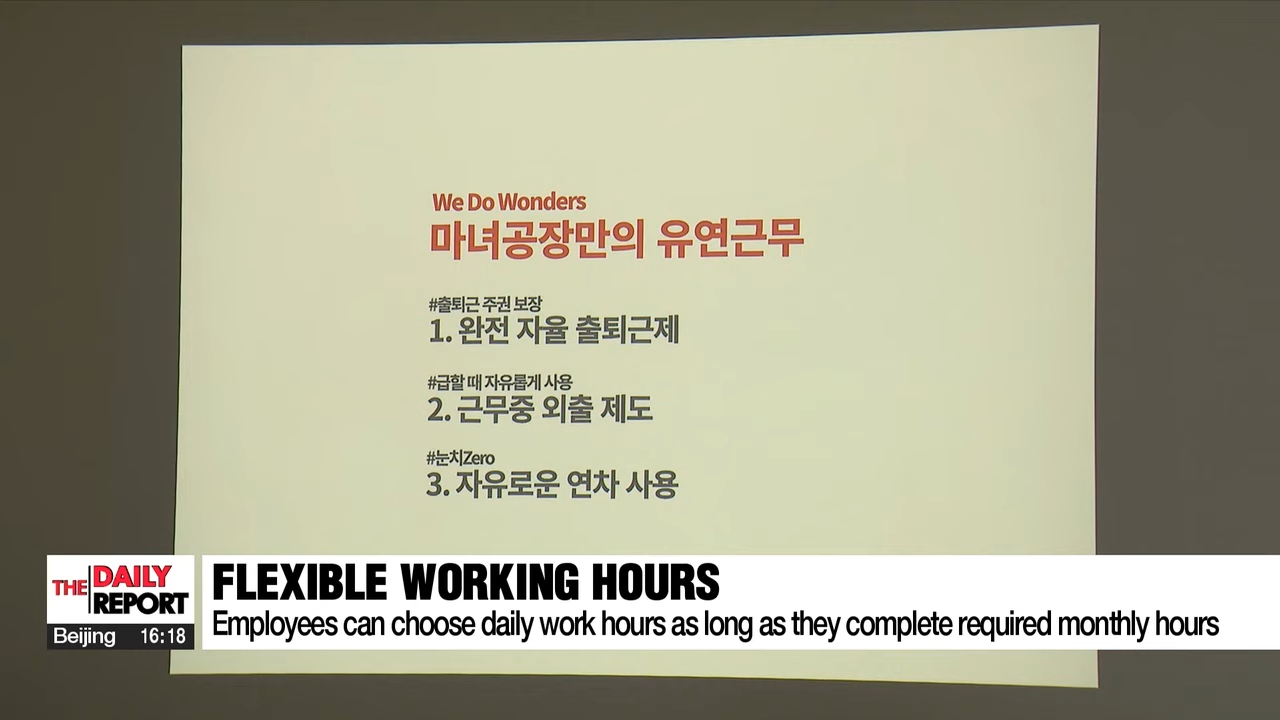 We Do Wonders
마녀공장만의 유연근무
#출퇴근 주권 보장
1. 완전 자율 출퇴근제
#급할 때 자유롭게 사용
2. 근무중 외출 제도
#눈치Zero
3. 자유로운 연차 사용
THE DAILY REPORT
Beijing 16:18
FLEXIBLE WORKING HOURS
Employees can choose daily work hours as long as they complete required monthly hours